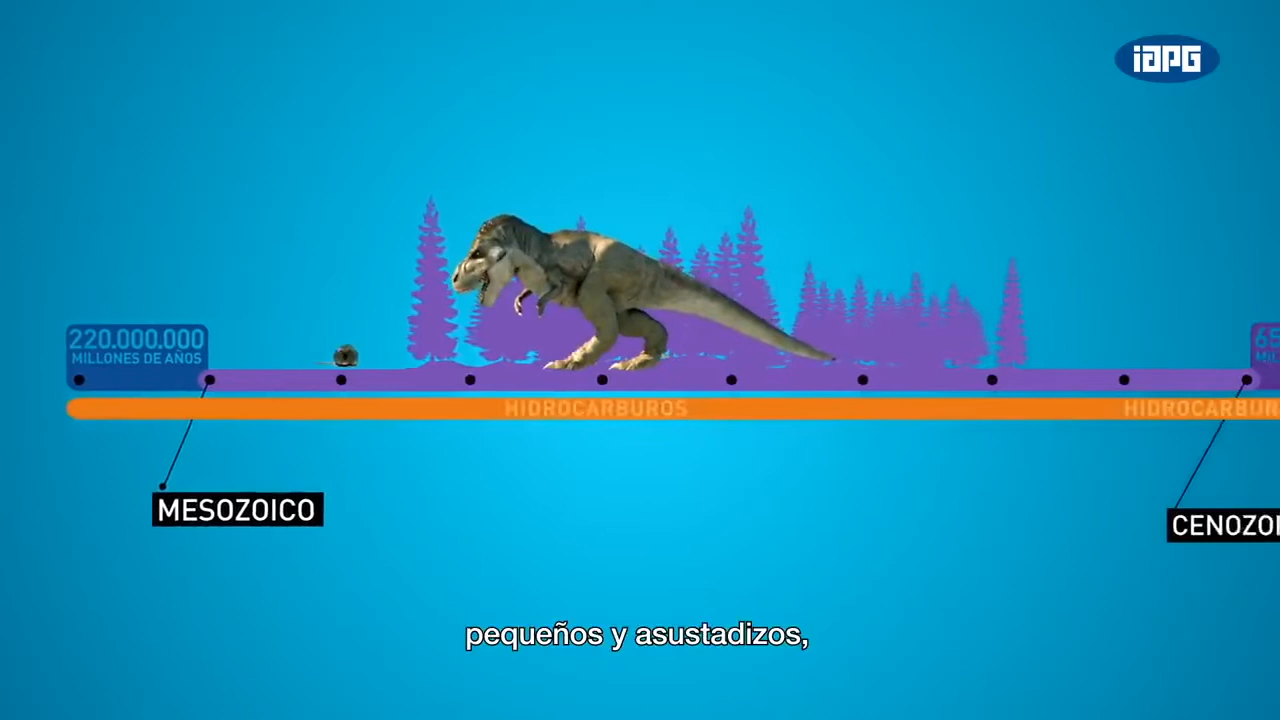 iAPG
220.000.000
MILLONES DE AÑOS
HIDROCARBUROS
MESOZOICO
pequeños y asustadizos,